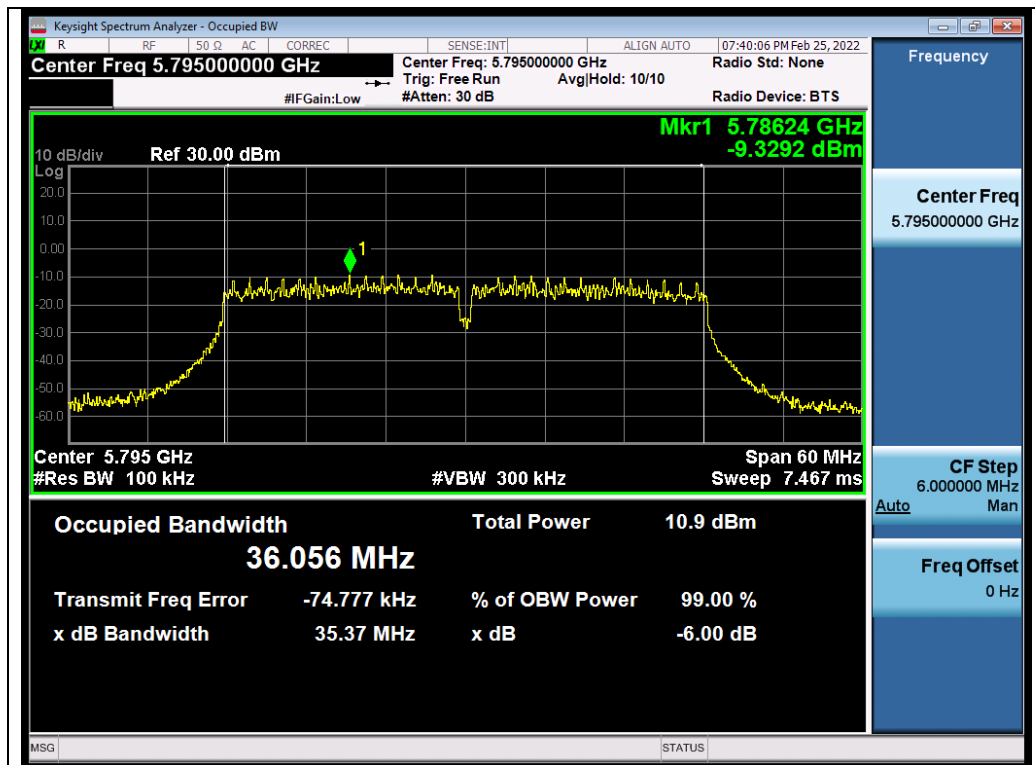 Keysight Spectrum Analyzer - Occupied BW
LXI R RF 50 Ω AC CORREC SENSE:INT ALIGN AUTO 07:40:06 PM Feb 25, 2022
Center Freq 5.795000000 GHz
Center Freq: 5.795000000 GHz
Radio Std: None
Trig: Free Run Avg|Hold: 10/10
#IFGain:Low
#Atten: 30 dB
Radio Device: BTS
Frequency
Mkr1 5.78624 GHz
-9.3292 dBm
10 dB/div Ref 30.00 dBm
Log
20.0
10.0
0.00
-10.0
-20.0
-30.0
-40.0
-50.0
-60.0
1
Center 5.795 GHz Span 60 MHz
#Res BW 100 kHz #VBW 300 kHz Sweep 7.467 ms
Center Freq
5.795000000 GHz
CF Step
6.000000 MHz
Auto Man
Freq Offset
0 Hz
Occupied Bandwidth Total Power 10.9 dBm
36.056 MHz
Transmit Freq Error -74.777 kHz % of OBW Power 99.00 %
x dB Bandwidth 35.37 MHz x dB -6.00 dB
MSG STATUS